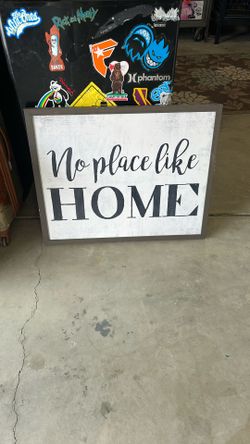 Rick and Morty
phantom
No place like
HOME